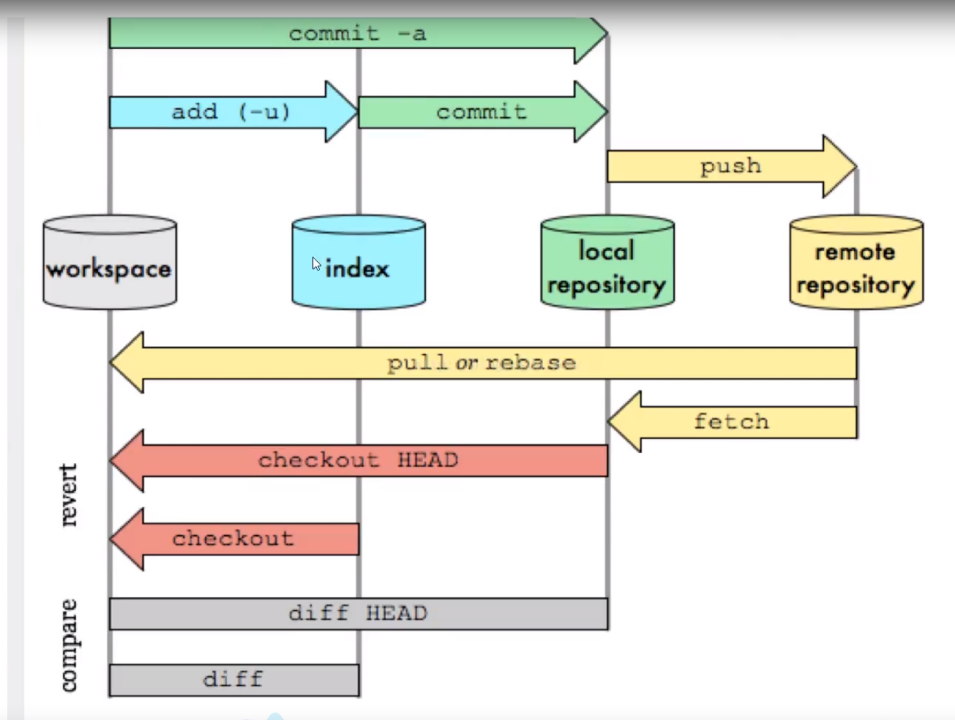 commit -a
add (-u)
commit
push
workspace
index
local
repository
remote
repository
pull or rebase
fetch
revert
checkout HEAD
checkout
compare
diff HEAD
diff